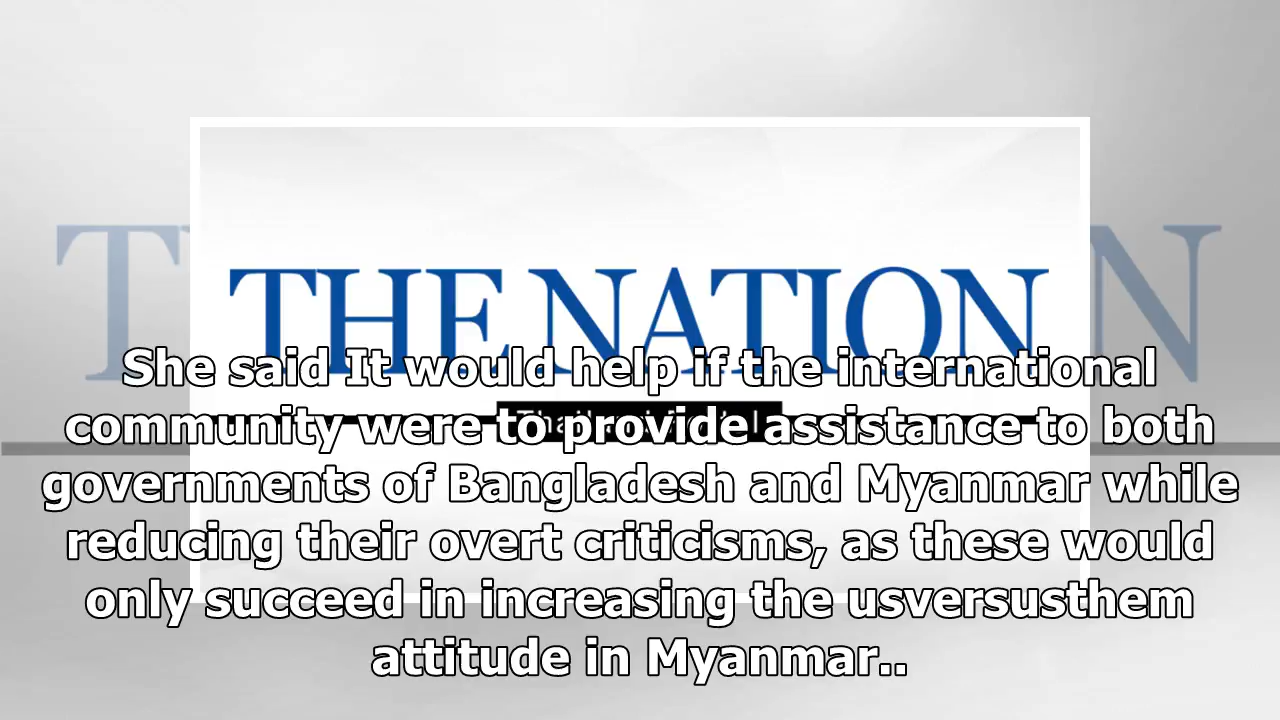 THE NATION
She said It would help if the international
community were to provide assistance to both
governments of Bangladesh and Myanmar while
reducing their overt criticisms, as these would
only succeed in increasing the usversusthem
attitude in Myanmar..